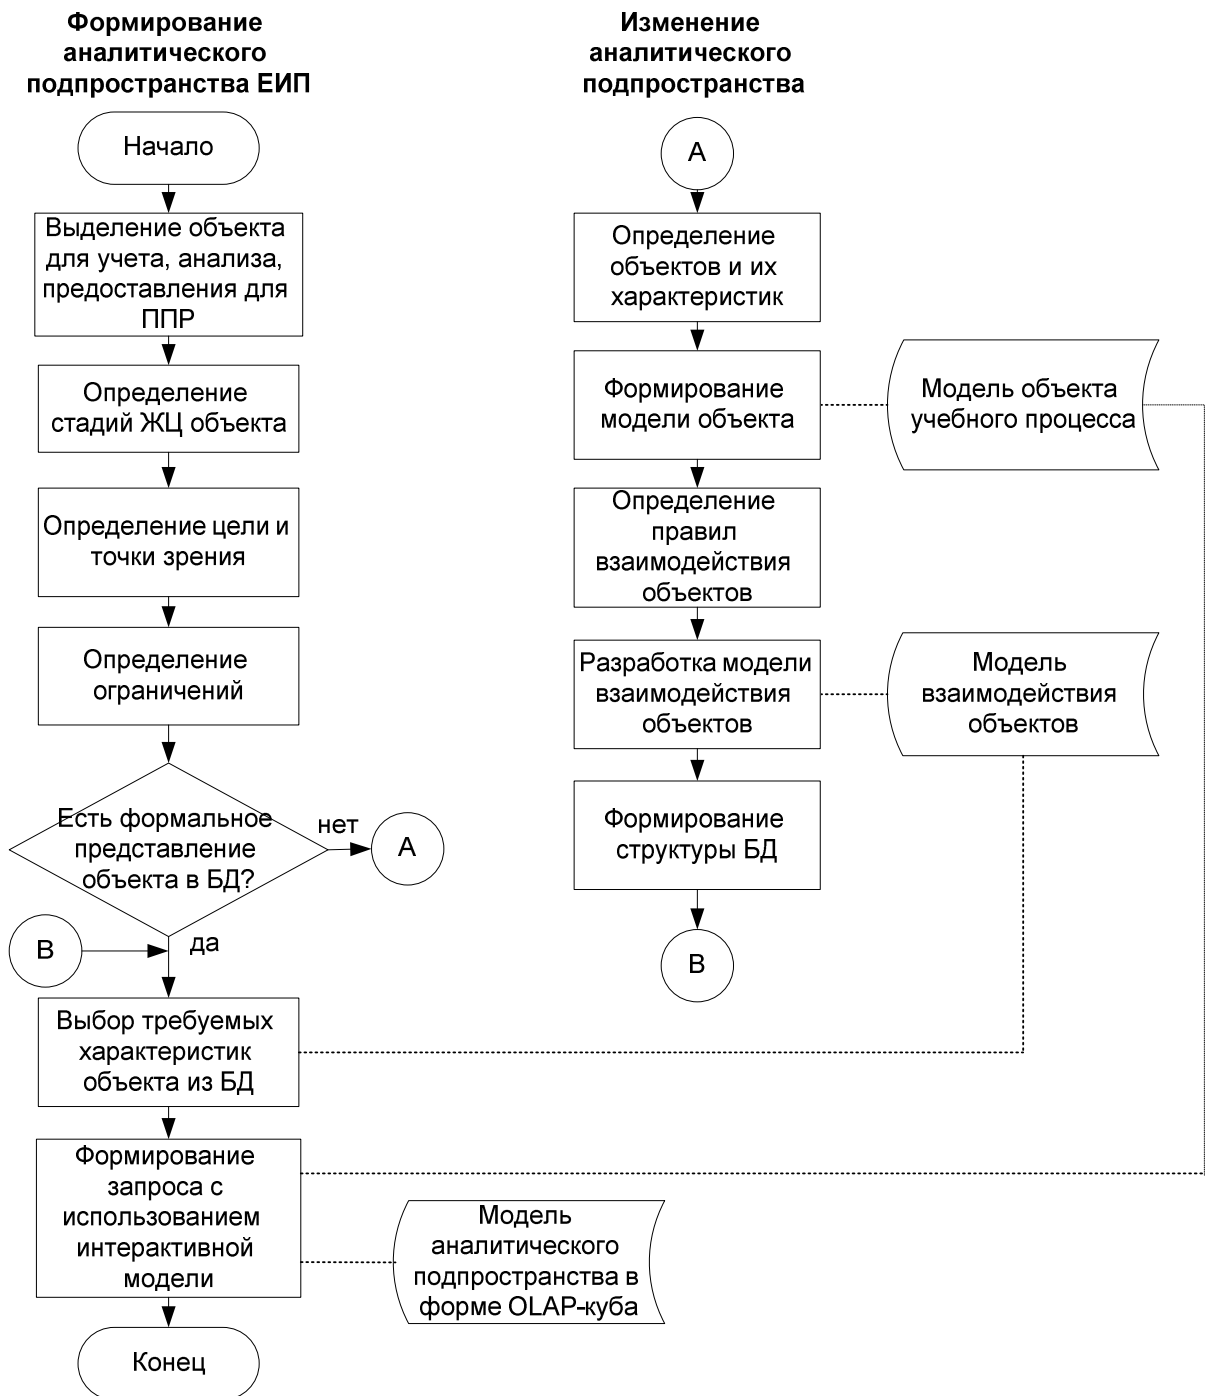 Формирование
аналитического
подпространства ЕИП
Начало
Выделение объекта
для учета, анализа,
предоставления для
ППР
Определение
стадий ЖЦ объекта
Определение цели и
точки зрения
Определение
ограничений
Есть формальное
представление
объекта в БД?
нет
А
В
да
Выбор требуемых
характеристик
объекта из БД
Формирование
запроса с
использованием
интерактивной
модели
Модель
аналитического
подпространства в
форме OLAP-куба
Конец
Изменение
аналитического
подпространства
А
Определение
объектов и их
характеристик
Формирование
модели объекта
Модель объекта
учебного процесса
Определение
правил
взаимодействия
объектов
Разработка модели
взаимодействия
объектов
Модель
взаимодействия
объектов
Формирование
структуры БД
В